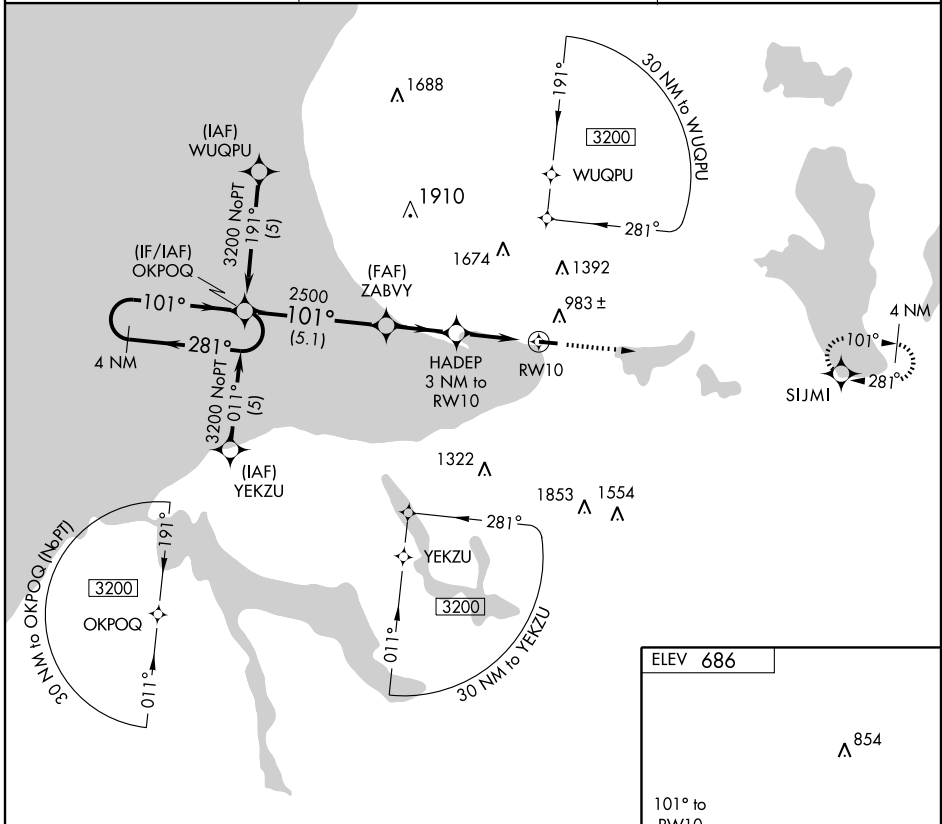 1688
30 NM to WUQPU
191°
3200
WUQPU
281°
(IAF)
WUQPU
3200 NoPT
191°
(5)
1910
1674
1392
983 ±
(IF/IAF)
OKPOQ
(FAF)
ZABVY
101°
2500
101°
(5.1)
281°
4 NM
HADEP
3 NM to
RW10
RW10
4 NM
101°
281°
SIJMI
3200 NoPT
011°
(5)
(IAF)
YEKZU
1322
1853
1554
30 NM to OKPOQ (NoPT)
191°
3200
OKPOQ
011°
281°
YEKZU
3200
011°
30 NM to YEKZU
ELEV 686
854
101° to
RW10